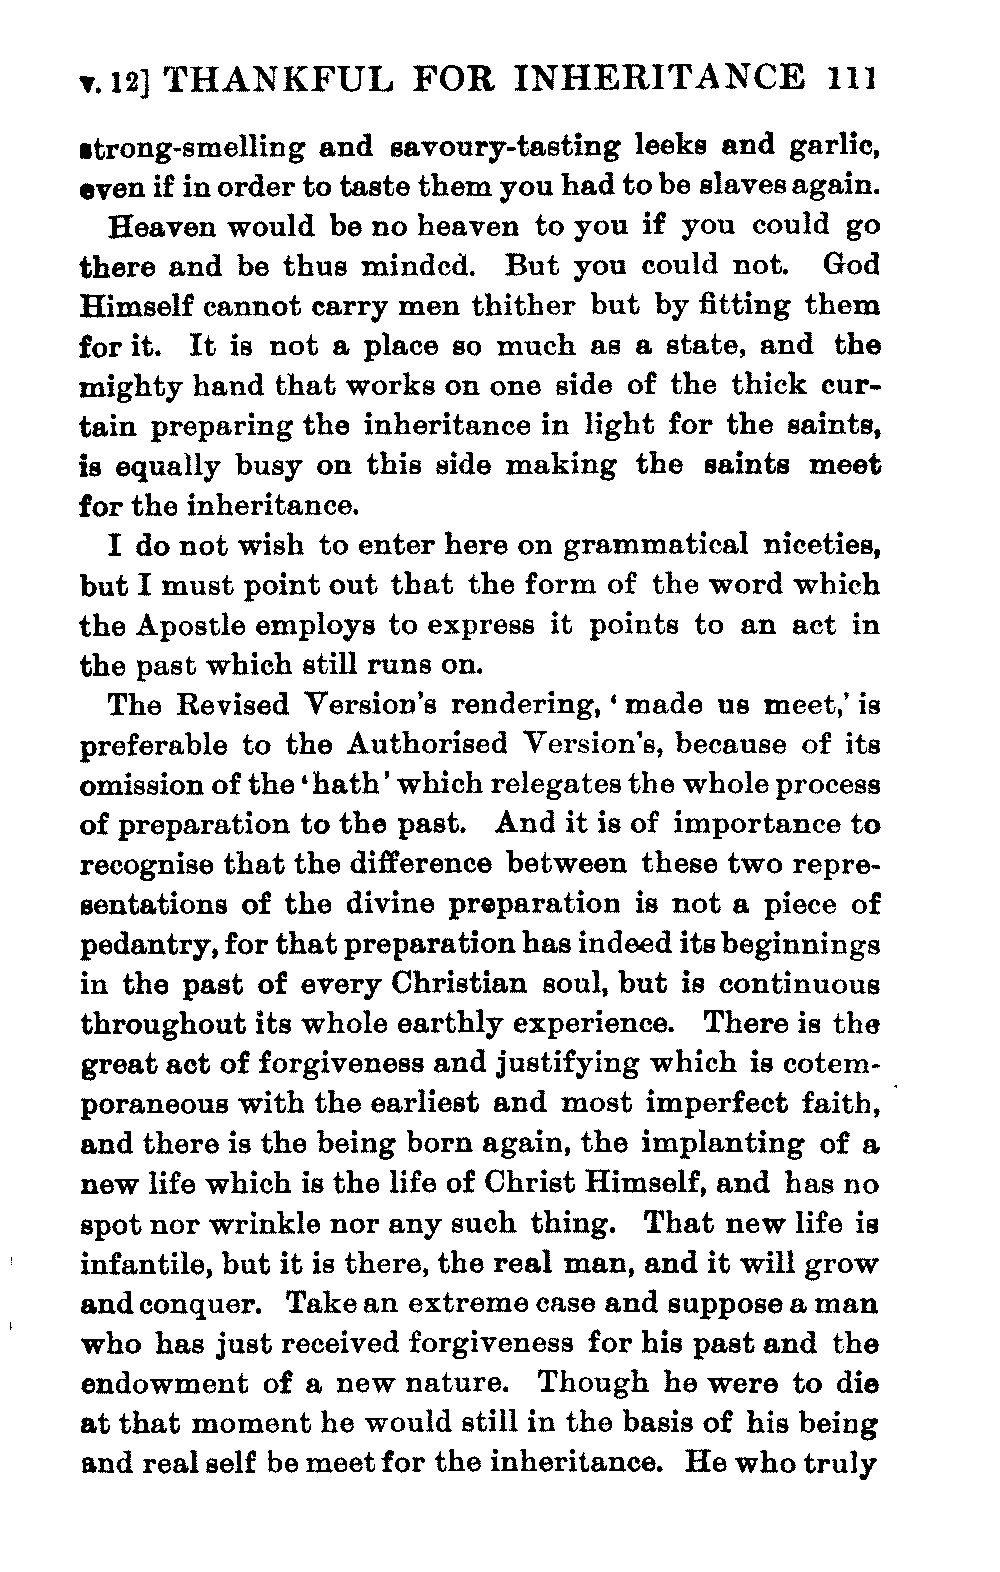 v. 12] THANKFUL FOR INHERITANCE 111
strong-smelling and savoury-tasting leeks and garlic,
even if in order to taste them you had to be slaves again.
Heaven would be no heaven to you if you could go
there and be thus minded. But you could not. God
Himself cannot carry men thither but by fitting them
for it. It is not a place so much as a state, and the
mighty hand that works on one side of the thick cur-
tain preparing the inheritance in light for the saints,
is equally busy on this side making the saints meet
for the inheritance.
I do not wish to enter here on grammatical niceties,
but I must point out that the form of the word which
the Apostle employs to express it points to an act in
the past which still runs on.
The Revised Version's rendering, 'made us meet,' is
preferable to the Authorised Version's, because of its
omission of the 'hath' which relegates the whole process
of preparation to the past. And it is of importance to
recognise that the difference between these two repre-
sentations of the divine preparation is not a piece of
pedantry, for that preparation has indeed its beginnings
in the past of every Christian soul, but is continuous
throughout its whole earthly experience. There is the
great act of forgiveness and justifying which is cotem-
poraneous with the earliest and most imperfect faith,
and there is the being born again, the implanting of a
new life which is the life of Christ Himself, and has no
spot nor wrinkle nor any such thing. That new life is
infantile, but it is there, the real man, and it will grow
and conquer. Take an extreme case and suppose a man
who has just received forgiveness for his past and the
endowment of a new nature. Though he were to die
at that moment he would still in the basis of his being
and real self be meet for the inheritance. He who truly